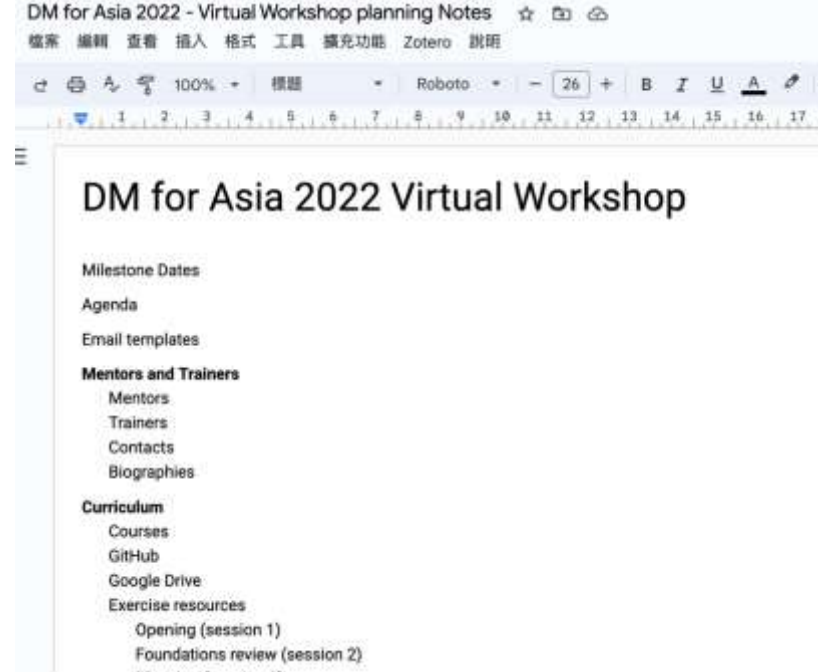 DM for Asia 2022 - Virtual Workshop planning Notes
檔案 編輯 查看 插入 格式 工具 擴充功能 Zotero 說明
100% 標題 Roboto − 26 + B I U A
1 2 3 4 5 6 7 8 9 10 11 12 13 14 15 16 17
DM for Asia 2022 Virtual Workshop
Milestone Dates
Agenda
Email templates
Mentors and Trainers
Mentors
Trainers
Contacts
Biographies
Curriculum
Courses
GitHub
Google Drive
Exercise resources
Opening (session 1)
Foundations review (session 2)